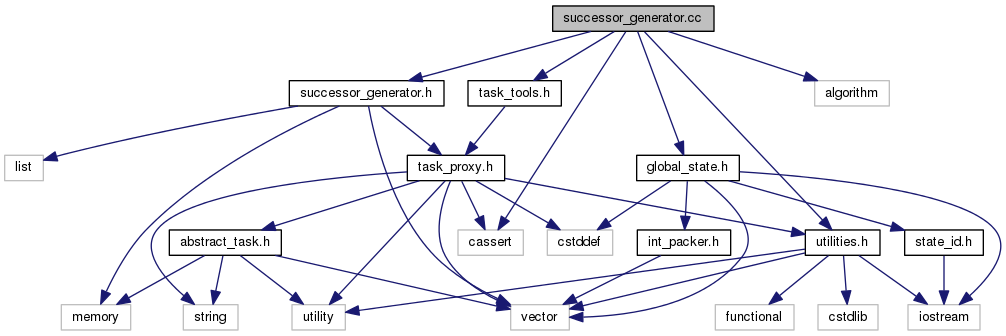 successor_generator.cc
successor_generator.h
task_tools.h
algorithm
list
task_proxy.h
global_state.h
abstract_task.h
cassert
cstddef
int_packer.h
utilities.h
state_id.h
memory
string
utility
vector
functional
cstdlib
iostream